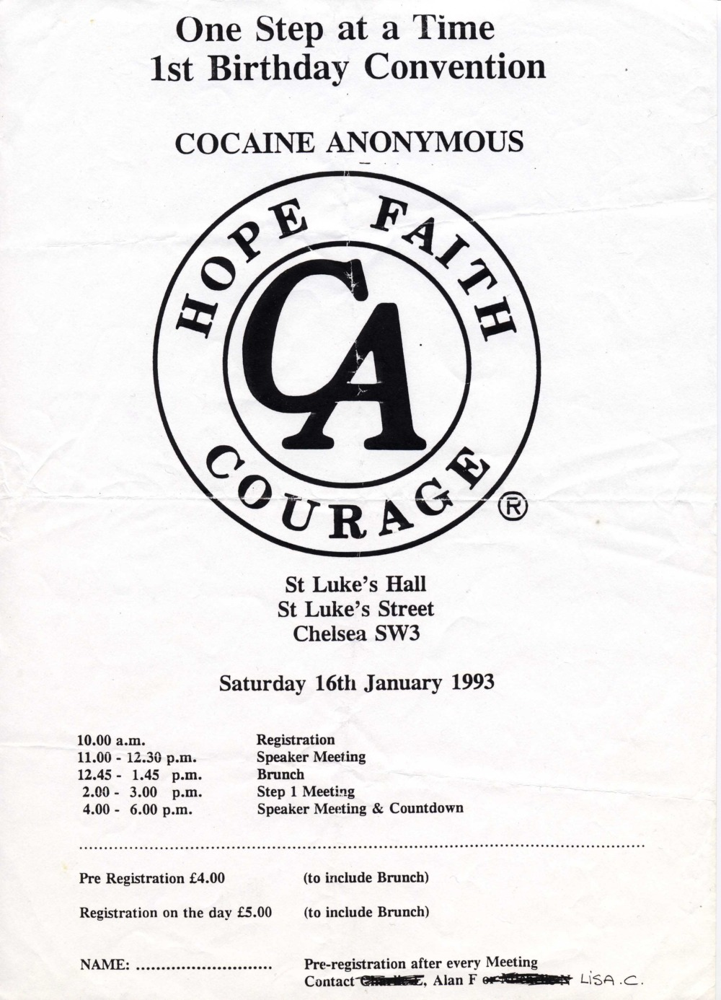 One Step at a Time
1st Birthday Convention
COCAINE ANONYMOUS
HOPE FAITH
CA
COURAGE
®
St Luke's Hall
St Luke's Street
Chelsea SW3
Saturday 16th January 1993
10.00 a.m. Registration
11.00 - 12.30 p.m. Speaker Meeting
12.45 - 1.45 p.m. Brunch
2.00 - 3.00 p.m. Step 1 Meeting
4.00 - 6.00 p.m. Speaker Meeting & Countdown
Pre Registration £4.00 (to include Brunch)
Registration on the day £5.00 (to include Brunch)
NAME: ........................... Pre-registration after every Meeting
Contact , Alan F or LISA.C.